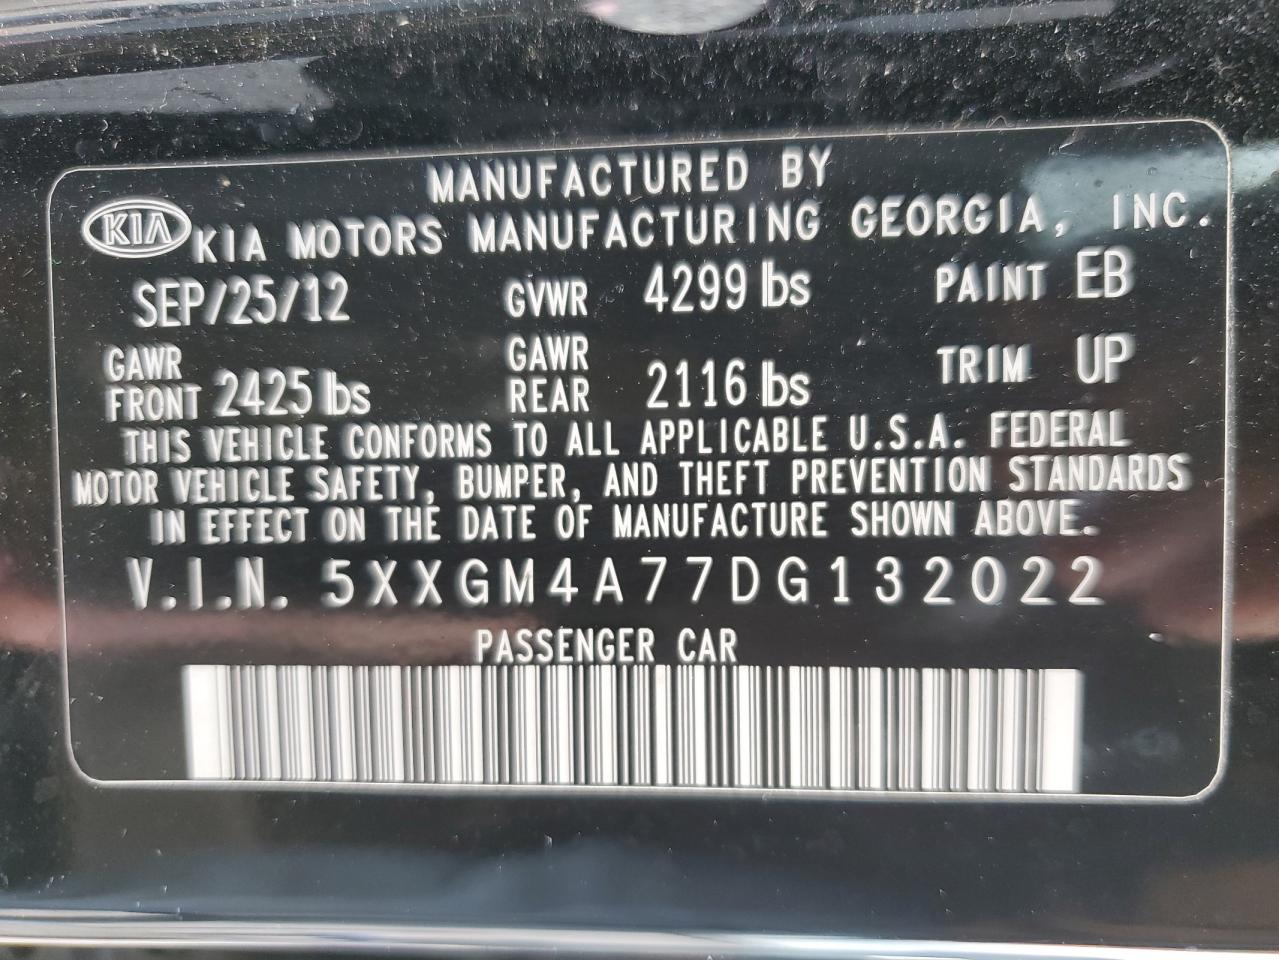 MANUFACTURED BY
KIA KIA MOTORS MANUFACTURING GEORGIA, INC.
SEP/25/12 GVWR 4299 lbs PAINT EB
GAWR FRONT 2425 lbs GAWR REAR 2116 lbs TRIM UP
THIS VEHICLE CONFORMS TO ALL APPLICABLE U.S.A. FEDERAL
MOTOR VEHICLE SAFETY, BUMPER, AND THEFT PREVENTION STANDARDS
IN EFFECT ON THE DATE OF MANUFACTURE SHOWN ABOVE.
V.I.N. 5XXGM4A77DG132022
PASSENGER CAR